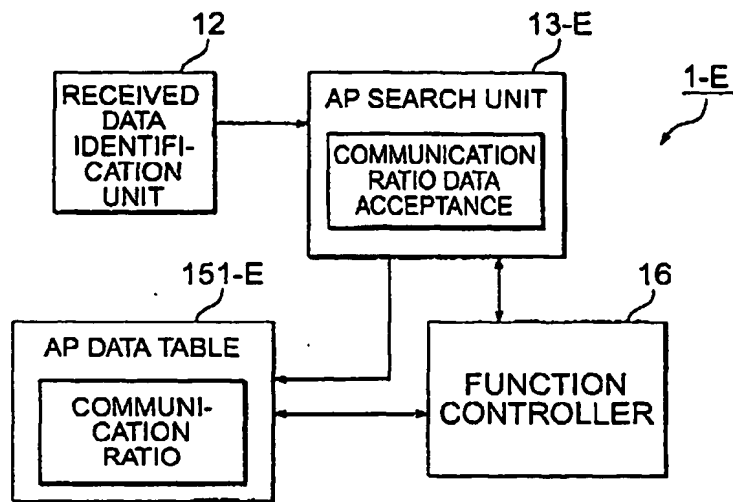 12
13-E
1-E
RECEIVED
DATA
IDENTIFI-
CATION
UNIT
AP SEARCH UNIT
COMMUNICATION
RATIO DATA
ACCEPTANCE
151-E
16
AP DATA TABLE
COMMUNI-
CATION
RATIO
FUNCTION
CONTROLLER